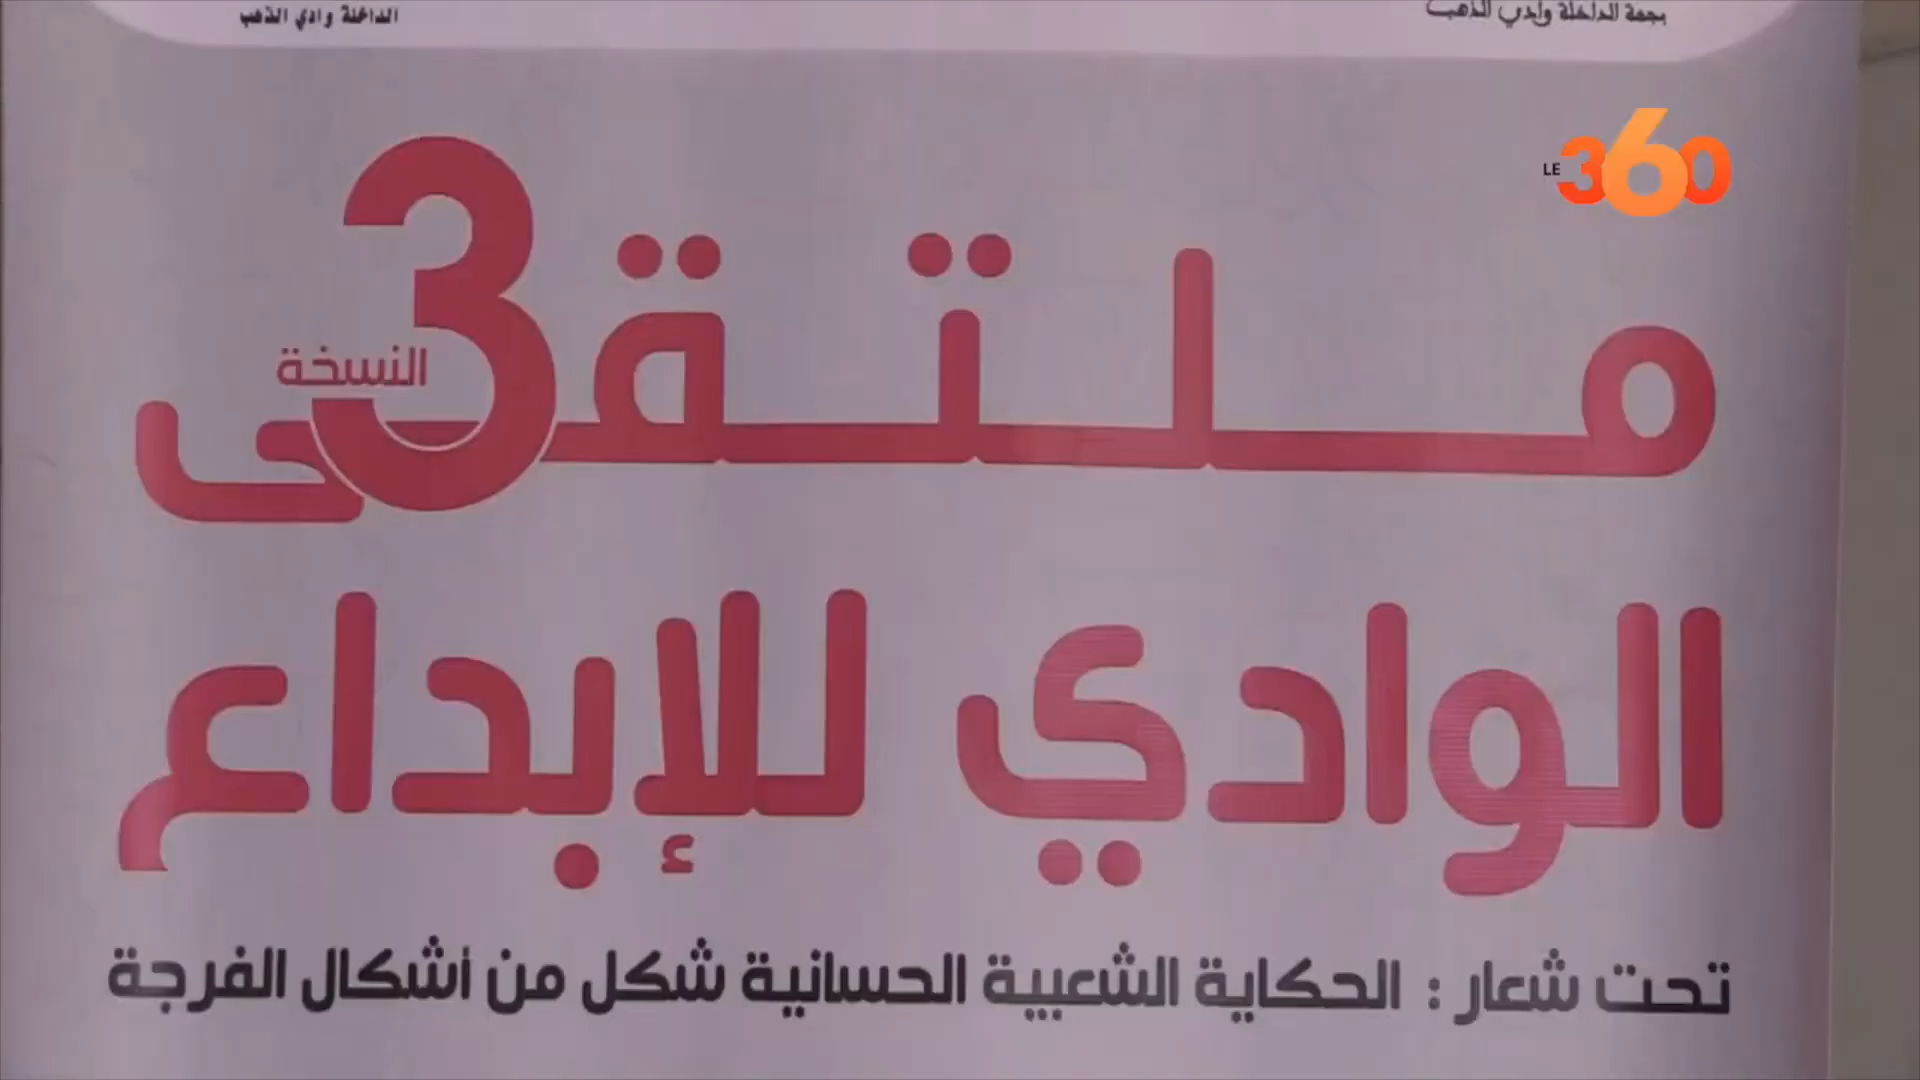 بجهة الداخلة وادي الذهب
الداخلة وادي الذهب
LE 360
ملتقى
النسخة 3
الوادي للإبداع
تحت شعار : الحكاية الشعبية الحسانية شكل من أشكال الفرجة